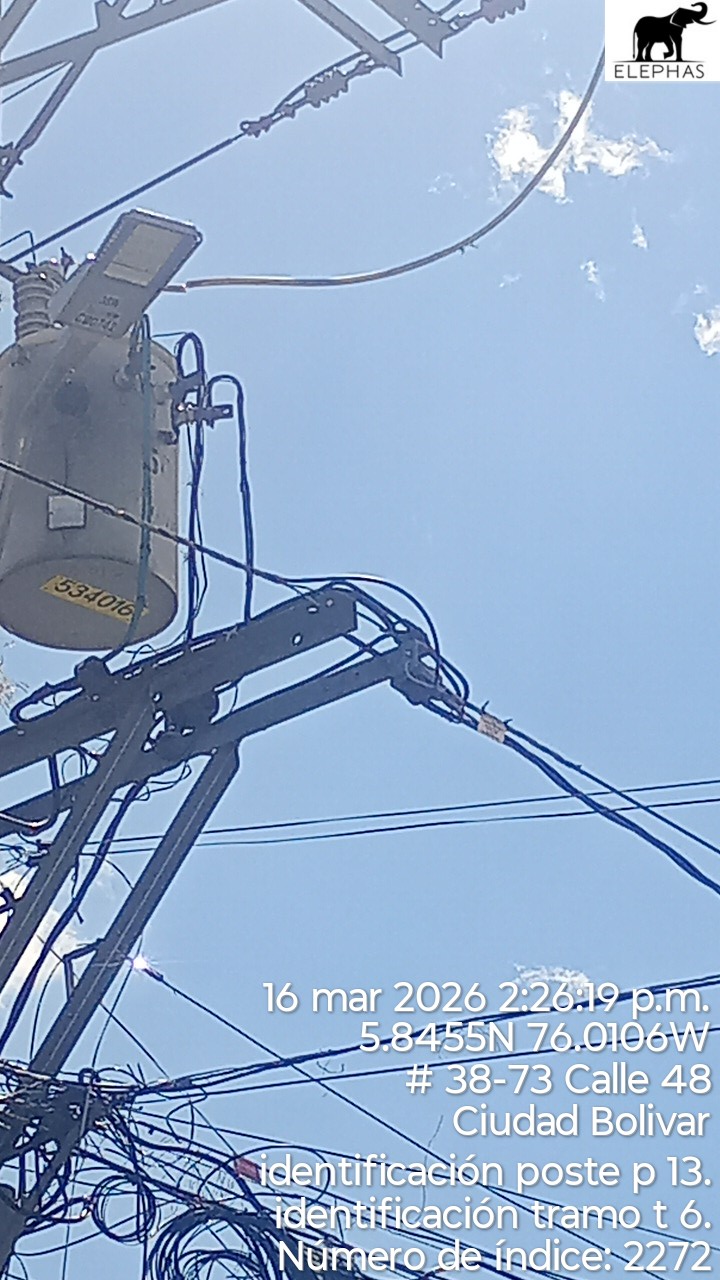 ELEPHAS
534016
16 mar 2026 2:26:19 p.m.
5.8455N 76.0106W
# 38-73 Calle 48
Ciudad Bolivar
identificación poste p 13.
identificación tramo t 6.
Número de índice: 2272